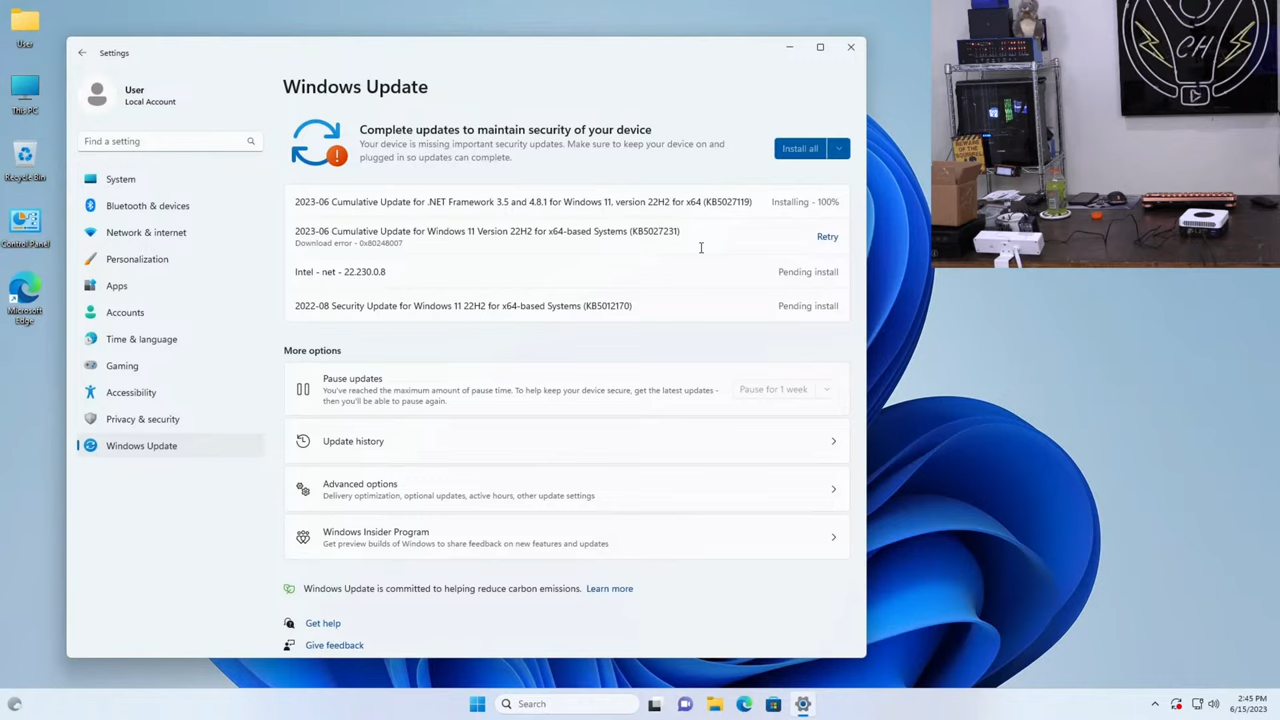 User
This PC
Recycle Bin
Control Panel
Microsoft
Edge
Settings
User
Local Account
Find a setting
System
Bluetooth & devices
Network & internet
Personalization
Apps
Accounts
Time & language
Gaming
Accessibility
Privacy & security
Windows Update
Windows Update
Complete updates to maintain security of your device
Your device is missing important security updates. Make sure to keep your device on and
plugged in so updates can complete.
Install all
2023-06 Cumulative Update for .NET Framework 3.5 and 4.8.1 for Windows 11, version 22H2 for x64 (KB5027119) Installing - 100%
2023-06 Cumulative Update for Windows 11 Version 22H2 for x64-based Systems (KB5027231)
Download error - 0x80248007
Retry
Intel - net - 22.230.0.8 Pending install
2022-08 Security Update for Windows 11 22H2 for x64-based Systems (KB5012170) Pending install
More options
Pause updates
You've reached the maximum amount of pause time. To help keep your device secure, get the latest updates -
then you'll be able to pause again.
Pause for 1 week
Update history
Advanced options
Delivery optimization, optional updates, active hours, other update settings
Windows Insider Program
Get preview builds of Windows to share feedback on new features and updates
Windows Update is committed to helping reduce carbon emissions. Learn more
Get help
Give feedback
Search
2:45 PM
6/15/2023
CH
BEWARE
OF THE